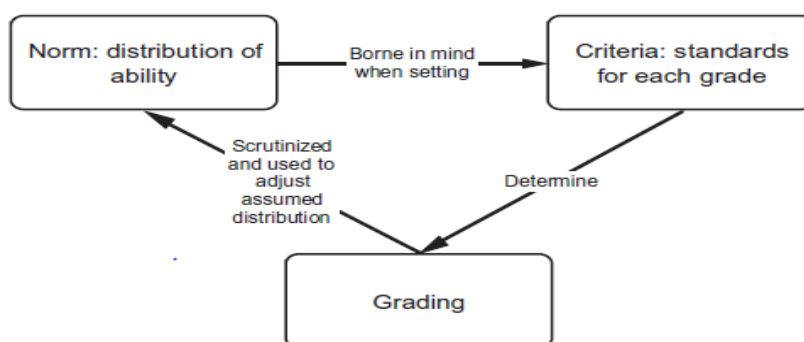 Norm: distribution of
ability
Borne in mind
when setting
Criteria: standards
for each grade
Scrutinized
and used to
adjust
assumed
distribution
Determine
Grading